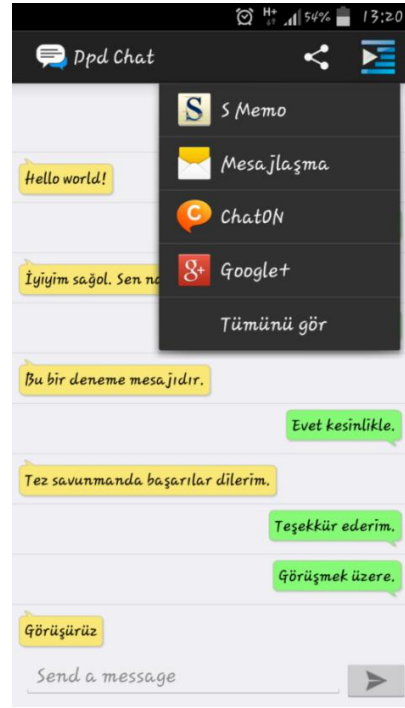 H+ 54% 13:20
Dpd Chat
S Memo
Mesajlaşma
ChatON
Google+
Tümünü gör
Hello world!
İyiyim sağol. Sen
Bu bir deneme mesajıdır.
Evet kesinlikle.
Tez savunmanda başarılar dilerim.
Teşekkür ederim.
Görüşmek üzere.
Görüşürüz
Send a message